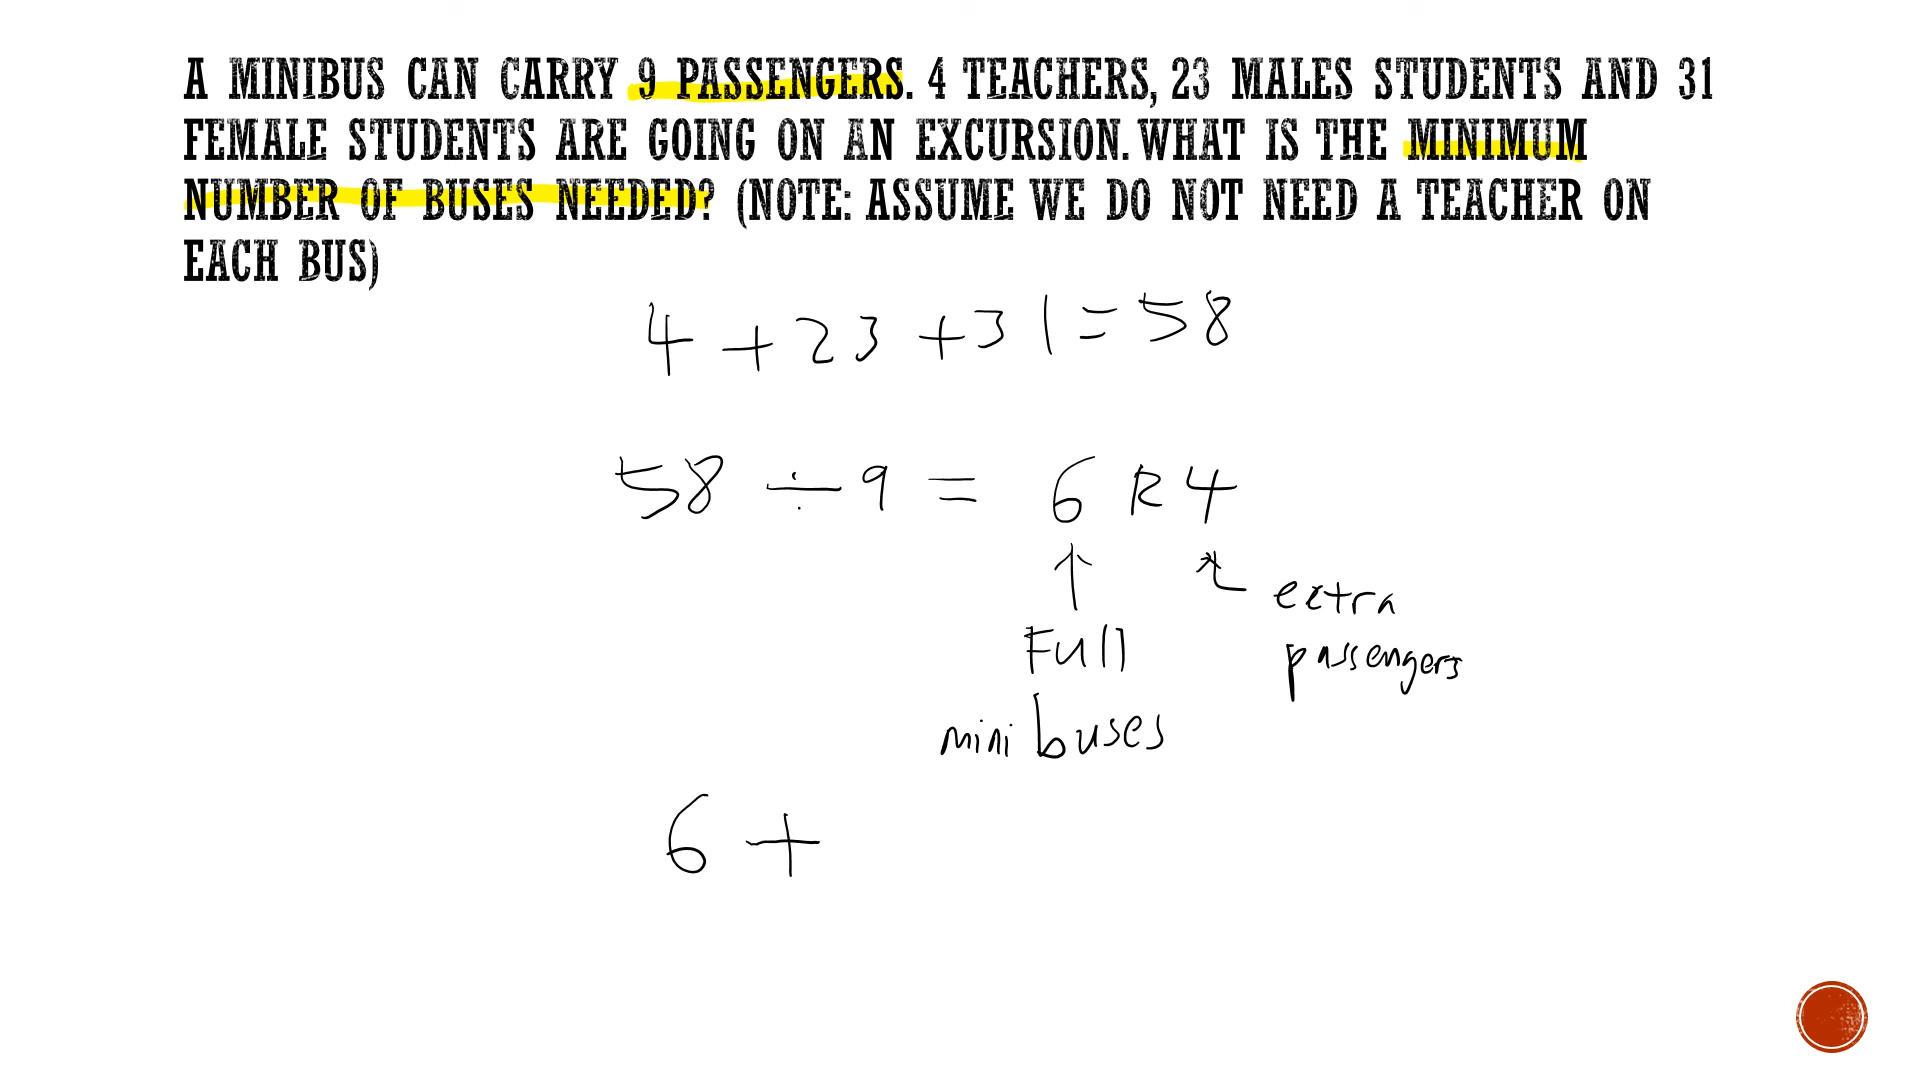 A MINIBUS CAN CARRY 9 PASSENGERS. 4 TEACHERS, 23 MALES STUDENTS AND 31
FEMALE STUDENTS ARE GOING ON AN EXCURSION. WHAT IS THE MINIMUM
NUMBER OF BUSES NEEDED? (NOTE: ASSUME WE DO NOT NEED A TEACHER ON
EACH BUS)
4 + 23 + 31 = 58
58 ÷ 9 = 6 R 4
extra
Full
passengers
mini buses
6 +